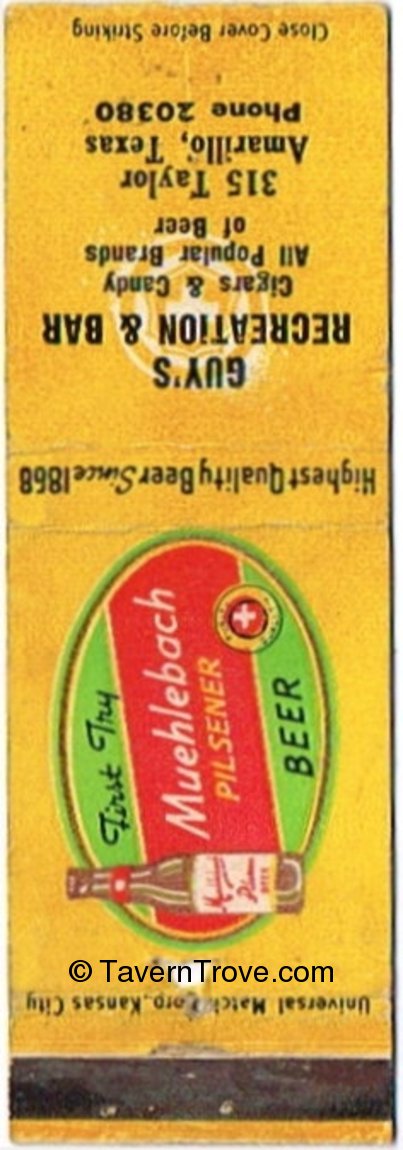 Close Cover Before Striking
GUY'S
RECREATION & BAR
Cigars & Candy
All Popular Brands
of Beer
315 Taylor
Amarillo, Texas
Phone 20380
Highest Quality Beer Since 1868
First Try
Muehlebach
PILSENER
BEER
© TavernTrove.com
Universal Match Corp., Kansas City